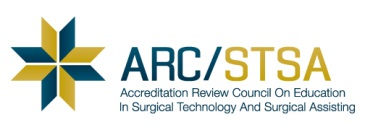 ARC/STSA
Accreditation Review Council On Education
In Surgical Technology And Surgical Assisting